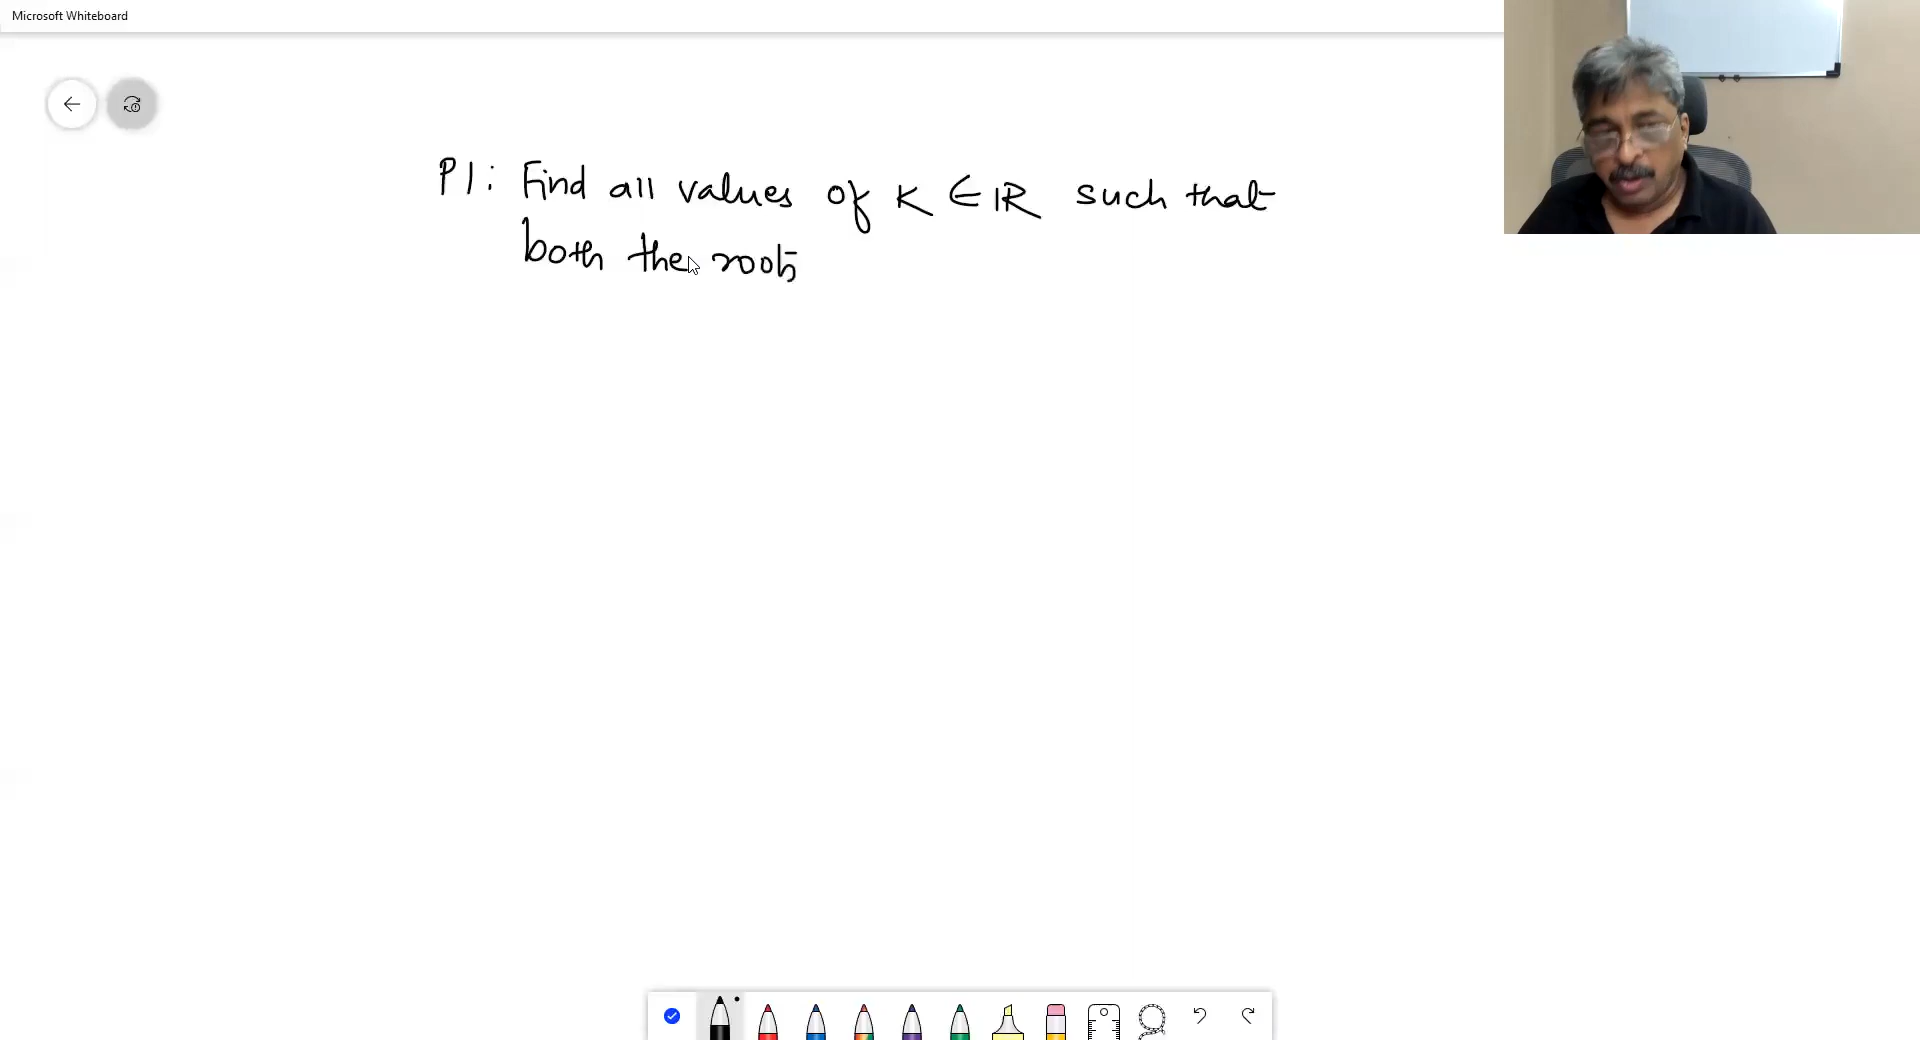 Microsoft Whiteboard
P1: Find all values of K ∈ ℝ such that
both the roots